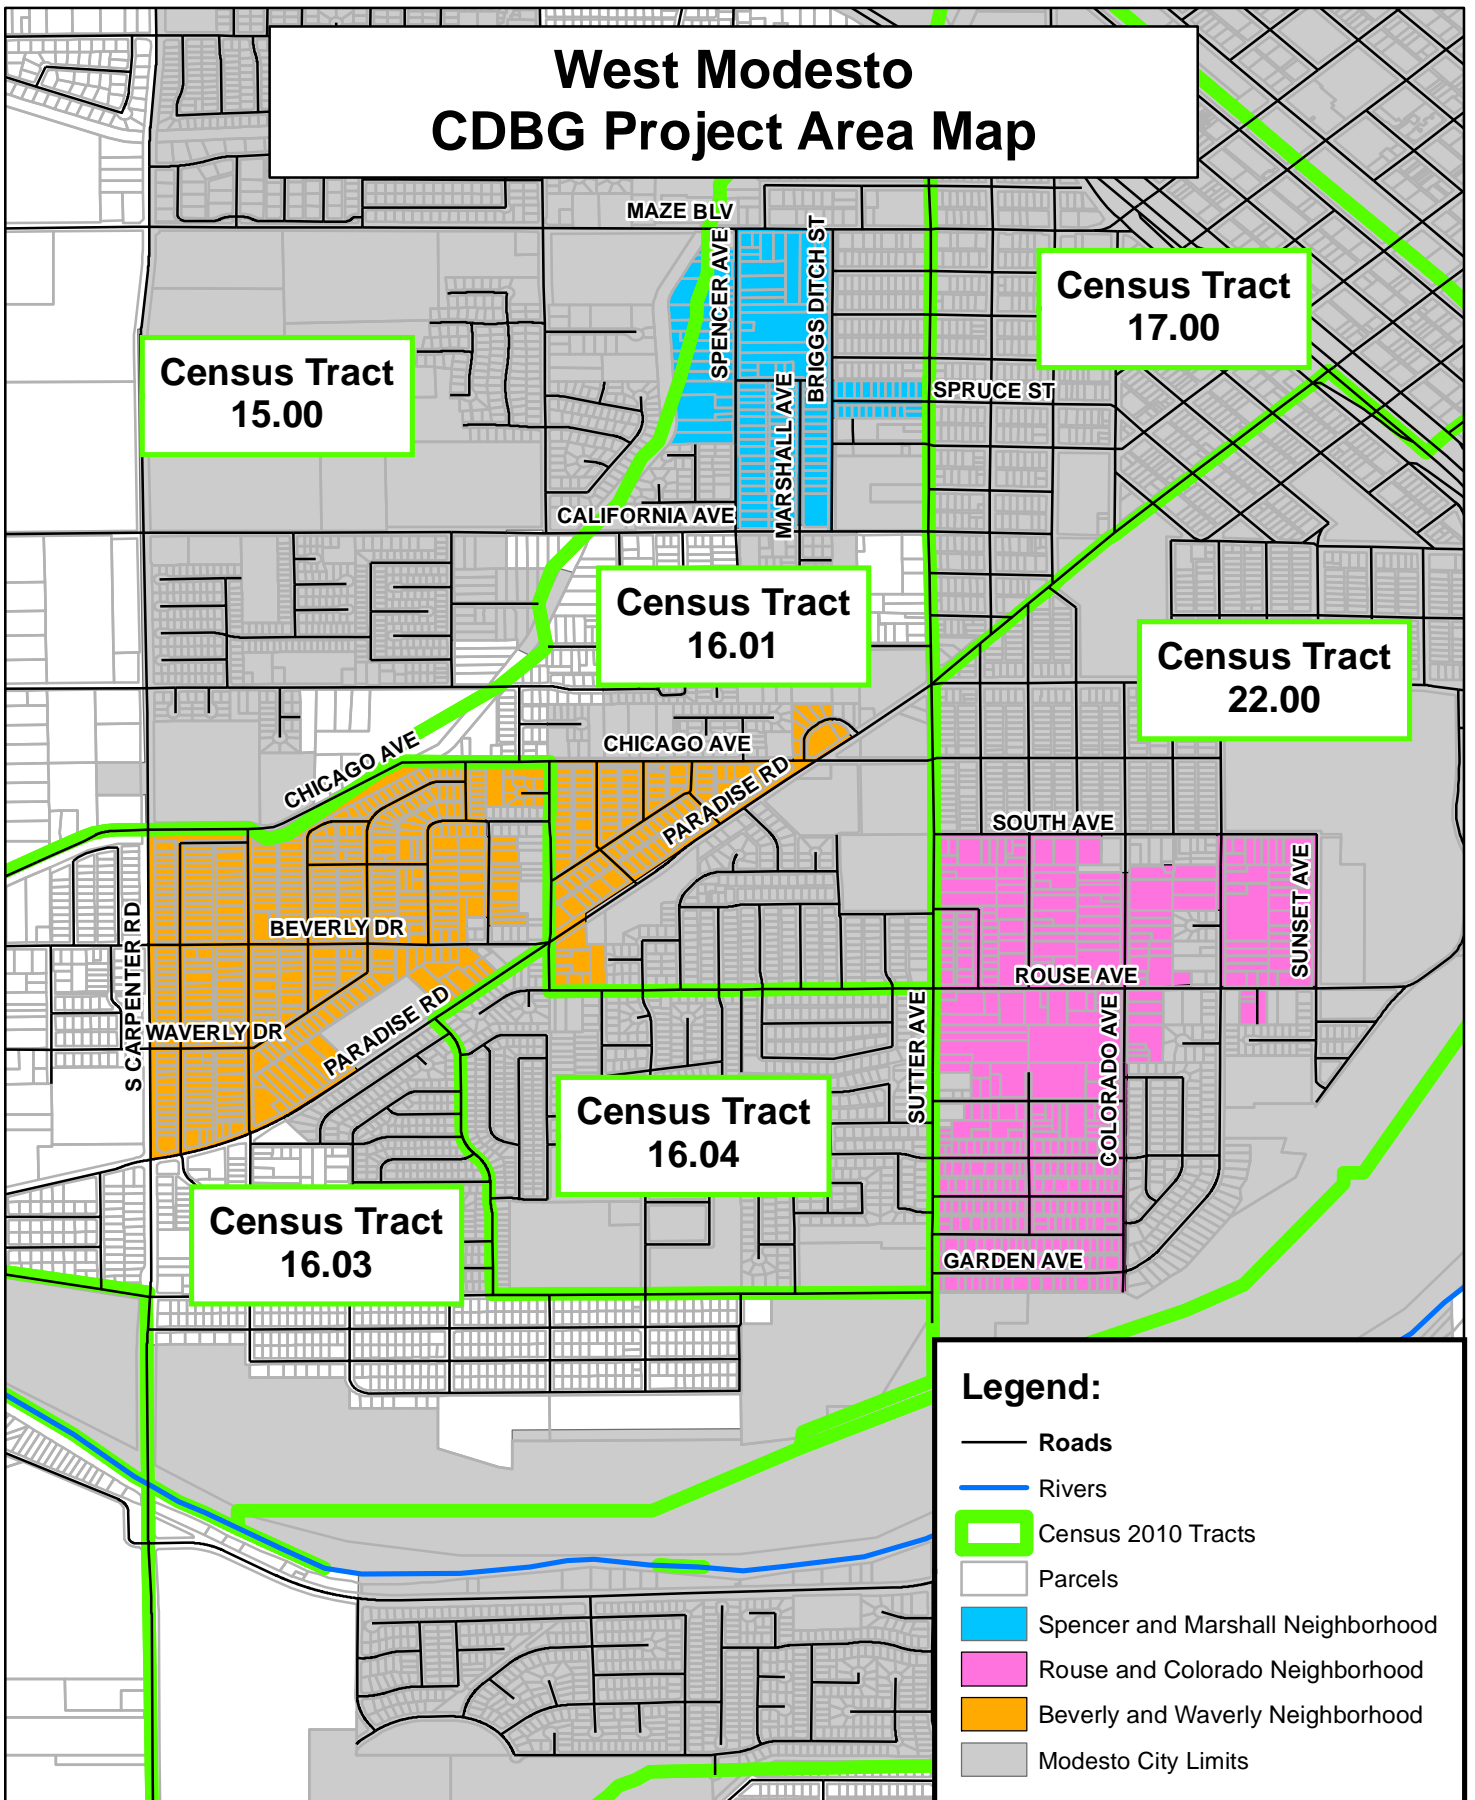 West Modesto
CDBG Project Area Map
MAZE BLV
SPENCER AVE
BRIGGS DITCH ST
Census Tract
17.00
Census Tract
15.00
MARSHALL AVE
SPRUCE ST
CALIFORNIA AVE
Census Tract
16.01
Census Tract
22.00
CHICAGO AVE
CHICAGO AVE
PARADISE RD
SOUTH AVE
SUNSET AVE
S CARPENTER RD
BEVERLY DR
ROUSE AVE
WAVERLY DR
PARADISE RD
SUTTER AVE
COLORADO AVE
Census Tract
16.04
Census Tract
16.03
GARDEN AVE
Legend:
Roads
Rivers
Census 2010 Tracts
Parcels
Spencer and Marshall Neighborhood
Rouse and Colorado Neighborhood
Beverly and Waverly Neighborhood
Modesto City Limits